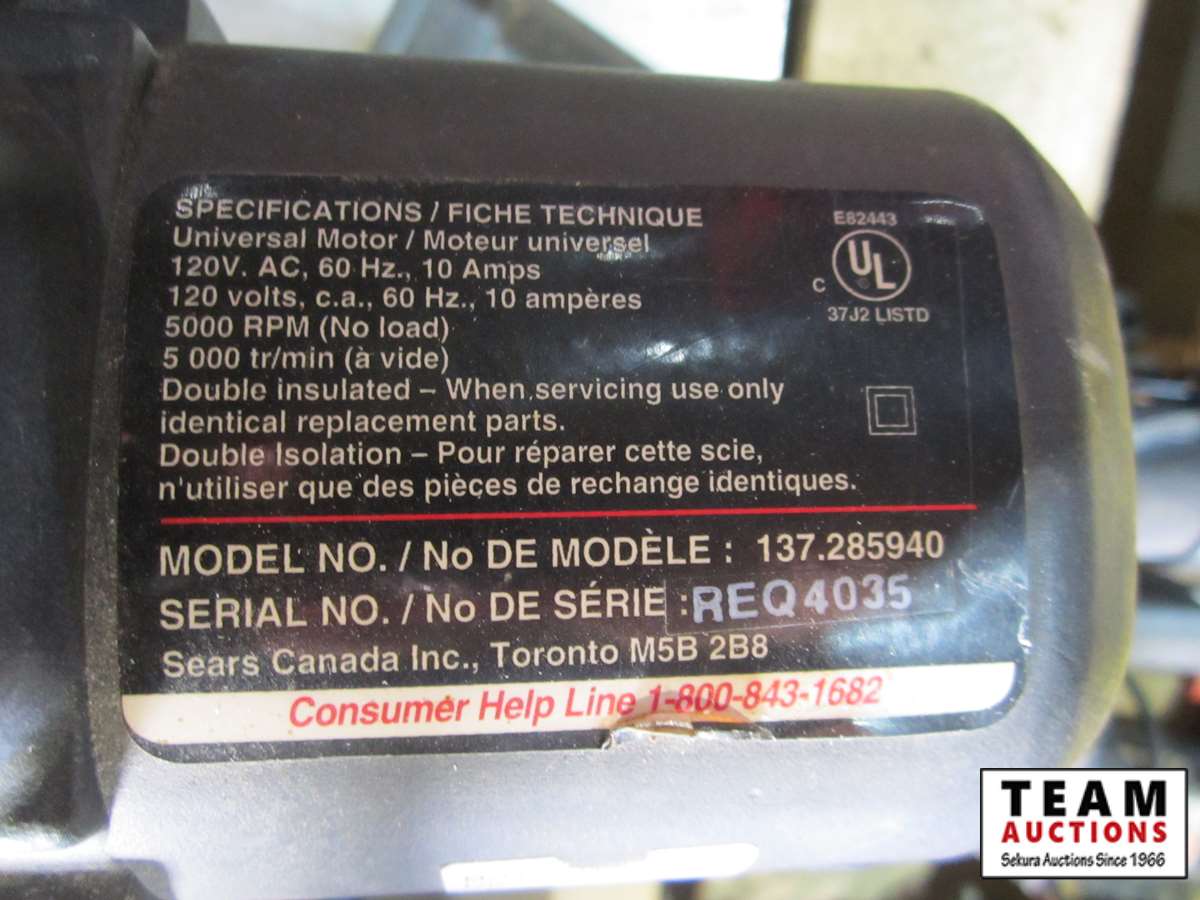 SPECIFICATIONS / FICHE TECHNIQUE
Universal Motor / Moteur universel
120V. AC, 60 Hz., 10 Amps
120 volts, c.a., 60 Hz., 10 ampères
5000 RPM (No load)
5 000 tr/min (à vide)
Double insulated – When servicing use only
identical replacement parts.
Double Isolation – Pour réparer cette scie,
n'utiliser que des pièces de rechange identiques.
E82443
C UL ®
37J2 LISTD
MODEL NO. / No DE MODÈLE : 137.285940
SERIAL NO. / No DE SÉRIE : REQ4035
Sears Canada Inc., Toronto M5B 2B8
Consumer Help Line 1-800-843-1682
TEAM
AUCTIONS
Sekura Auctions Since 1966